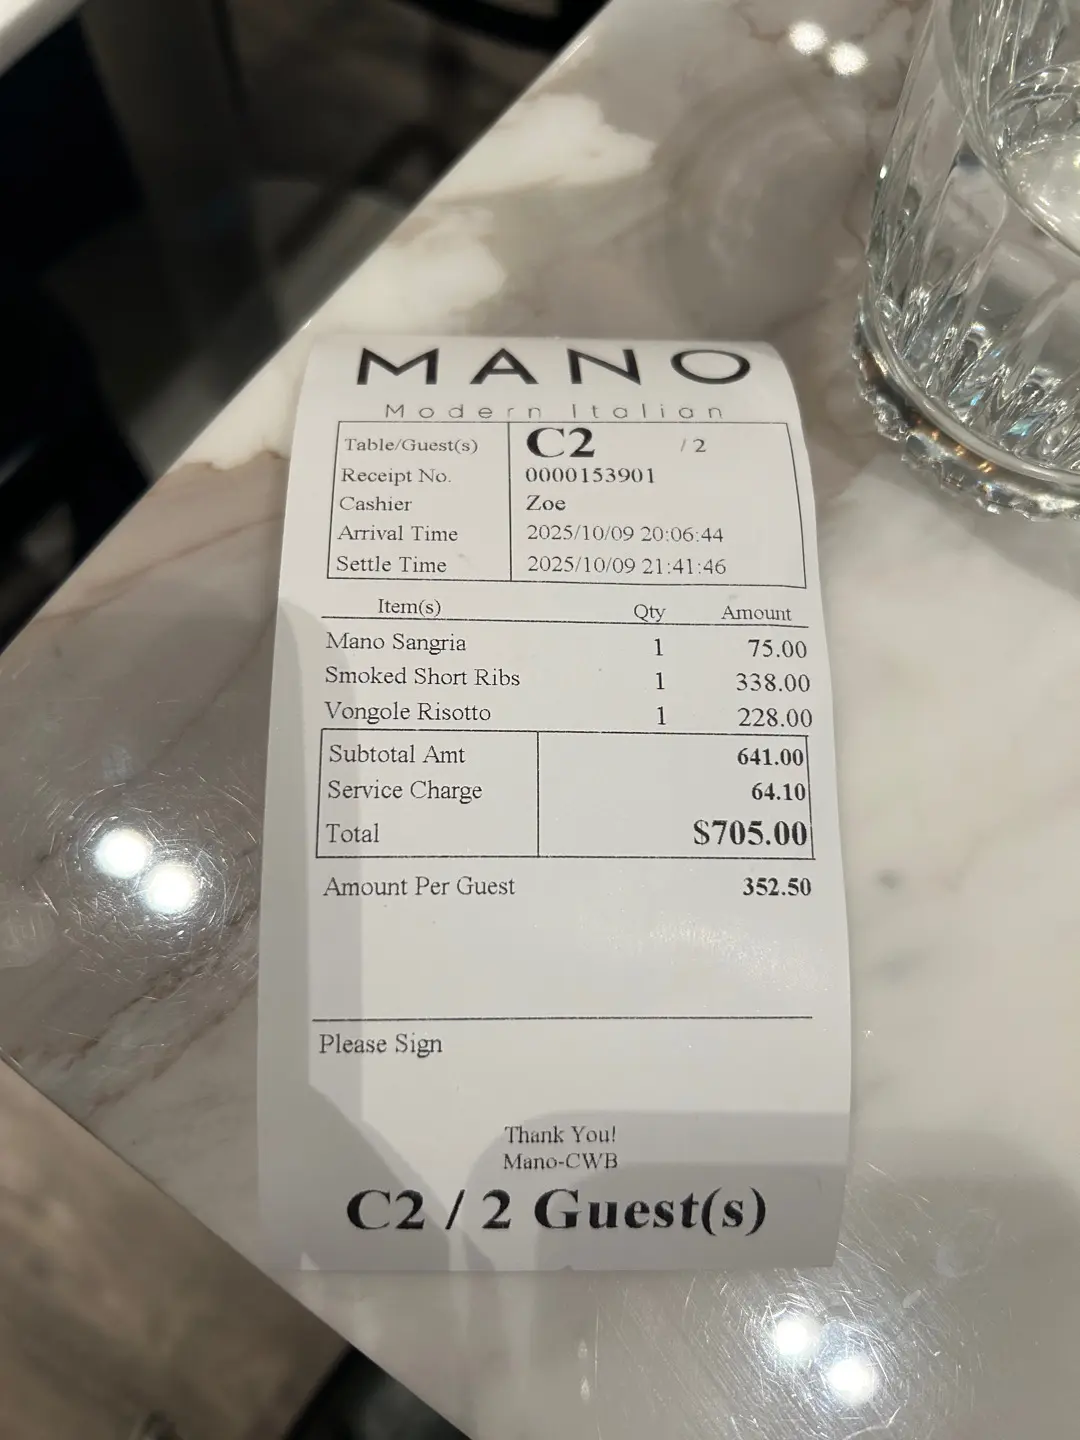 MANO
Modern Italian
Table/Guest(s) C2 / 2
Receipt No. 0000153901
Cashier Zoe
Arrival Time 2025/10/09 20:06:44
Settle Time 2025/10/09 21:41:46
Item(s) Qty Amount
Mano Sangria 1 75.00
Smoked Short Ribs 1 338.00
Vongole Risotto 1 228.00
Subtotal Amt 641.00
Service Charge 64.10
Total $705.00
Amount Per Guest 352.50
Please Sign
Thank You!
Mano-CWB
C2 / 2 Guest(s)